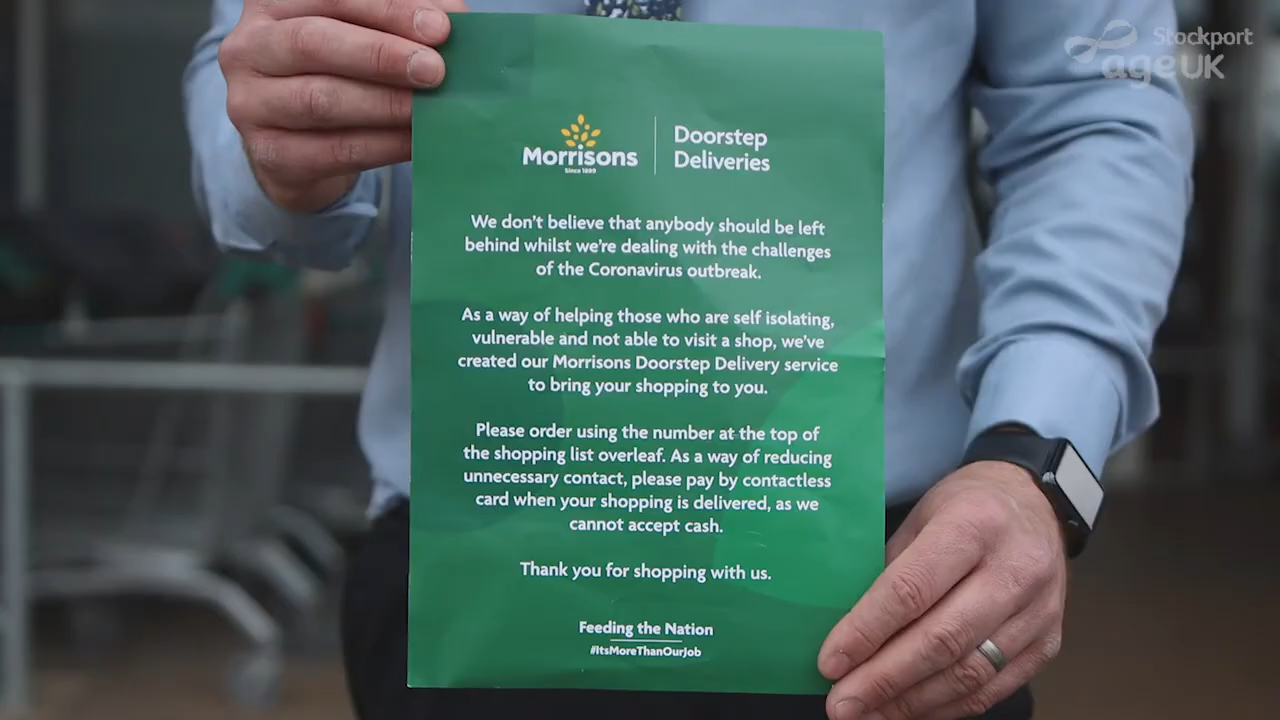 Stockport
age UK
Morrisons
Since 1899
Doorstep
Deliveries
We don't believe that anybody should be left
behind whilst we're dealing with the challenges
of the Coronavirus outbreak.
As a way of helping those who are self isolating,
vulnerable and not able to visit a shop, we've
created our Morrisons Doorstep Delivery service
to bring your shopping to you.
Please order using the number at the top of
the shopping list overleaf. As a way of reducing
unnecessary contact, please pay by contactless
card when your shopping is delivered, as we
cannot accept cash.
Thank you for shopping with us.
Feeding the Nation
#ItsMoreThanOurJob